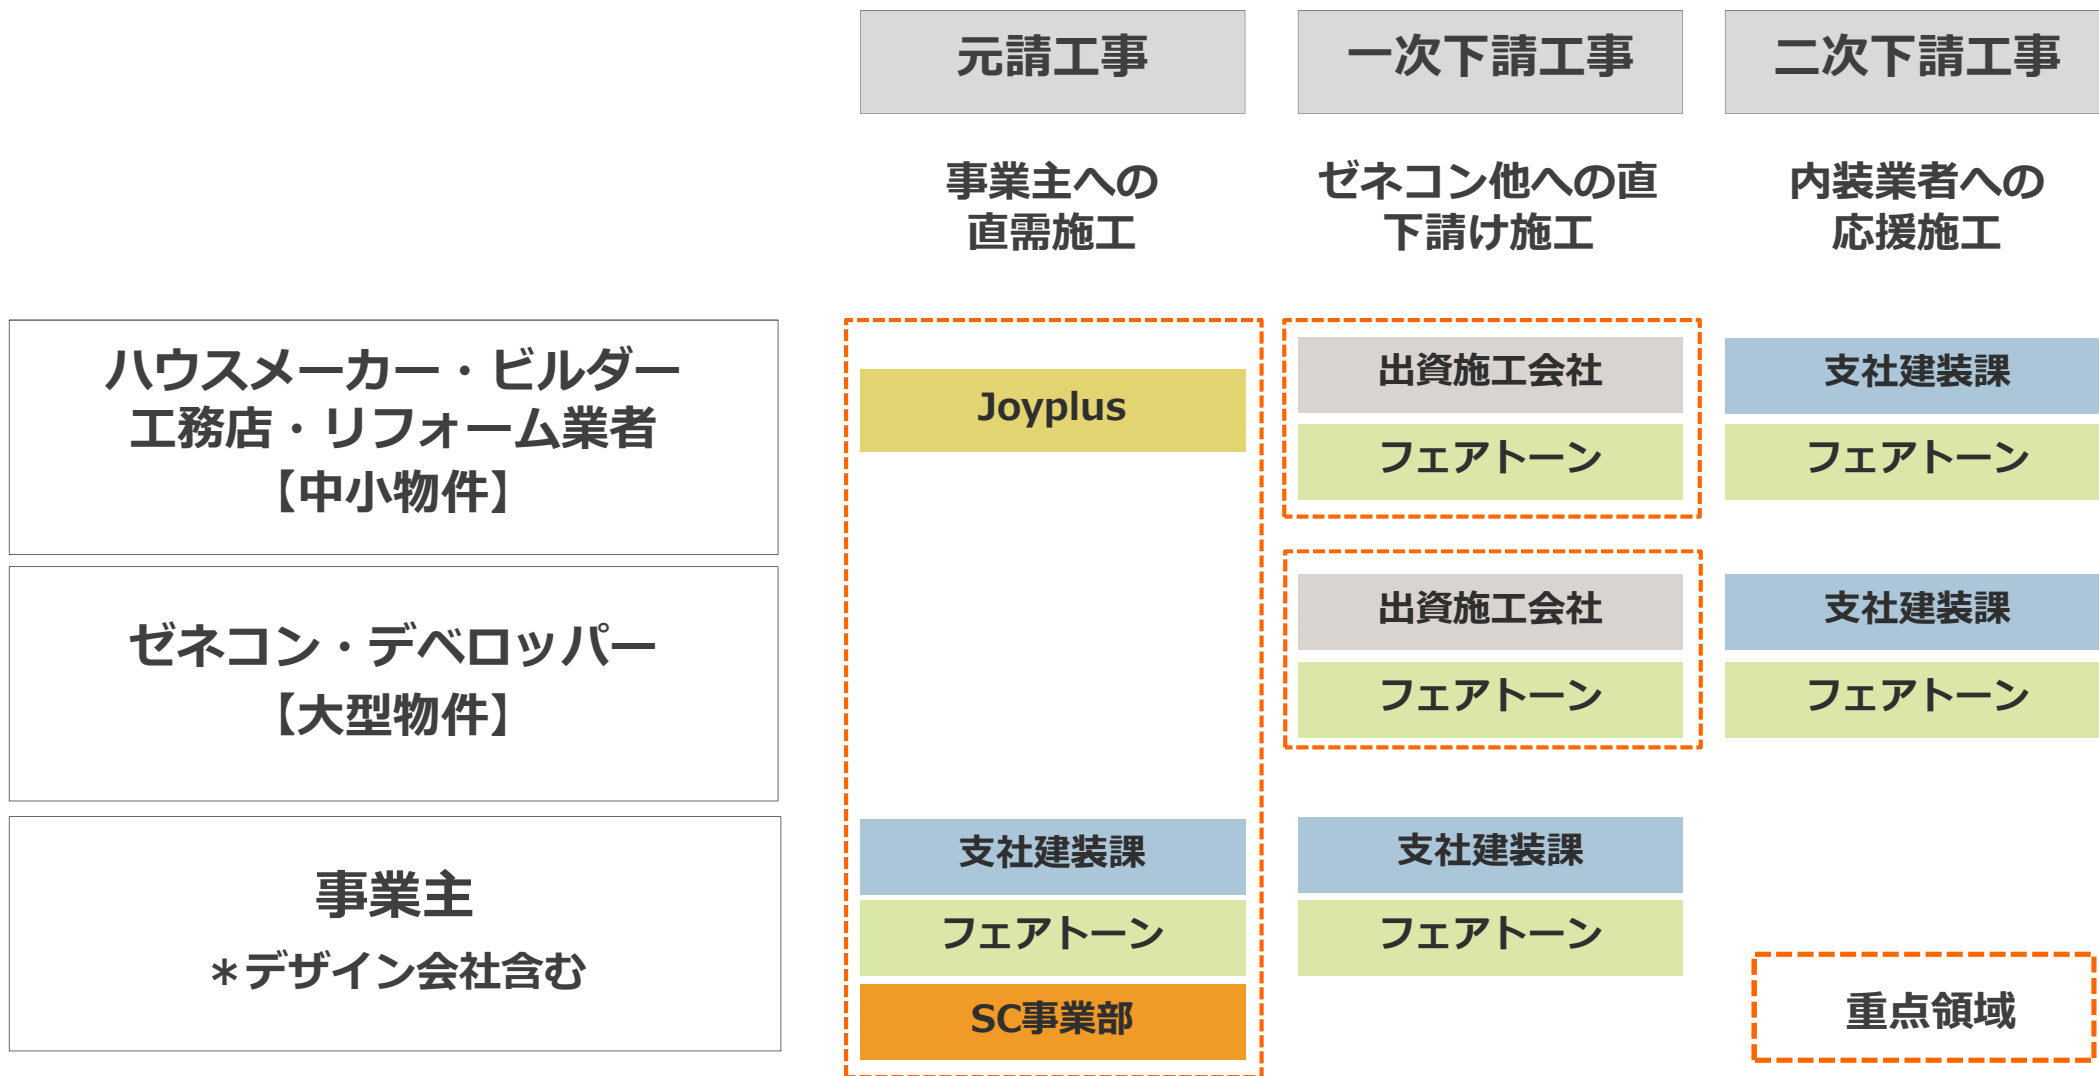 元請工事
一次下請工事
二次下請工事
事業主への
直需施工
ゼネコン他への直
下請け施工
内装業者への
応援施工
ハウスメーカー・ビルダー
工務店・リフォーム業者
【中小物件】
Joyplus
出資施工会社
フェアトーン
支社建装課
フェアトーン
ゼネコン・デベロッパー
【大型物件】
出資施工会社
フェアトーン
支社建装課
フェアトーン
事業主
＊デザイン会社含む
支社建装課
フェアトーン
SC事業部
支社建装課
フェアトーン
重点領域